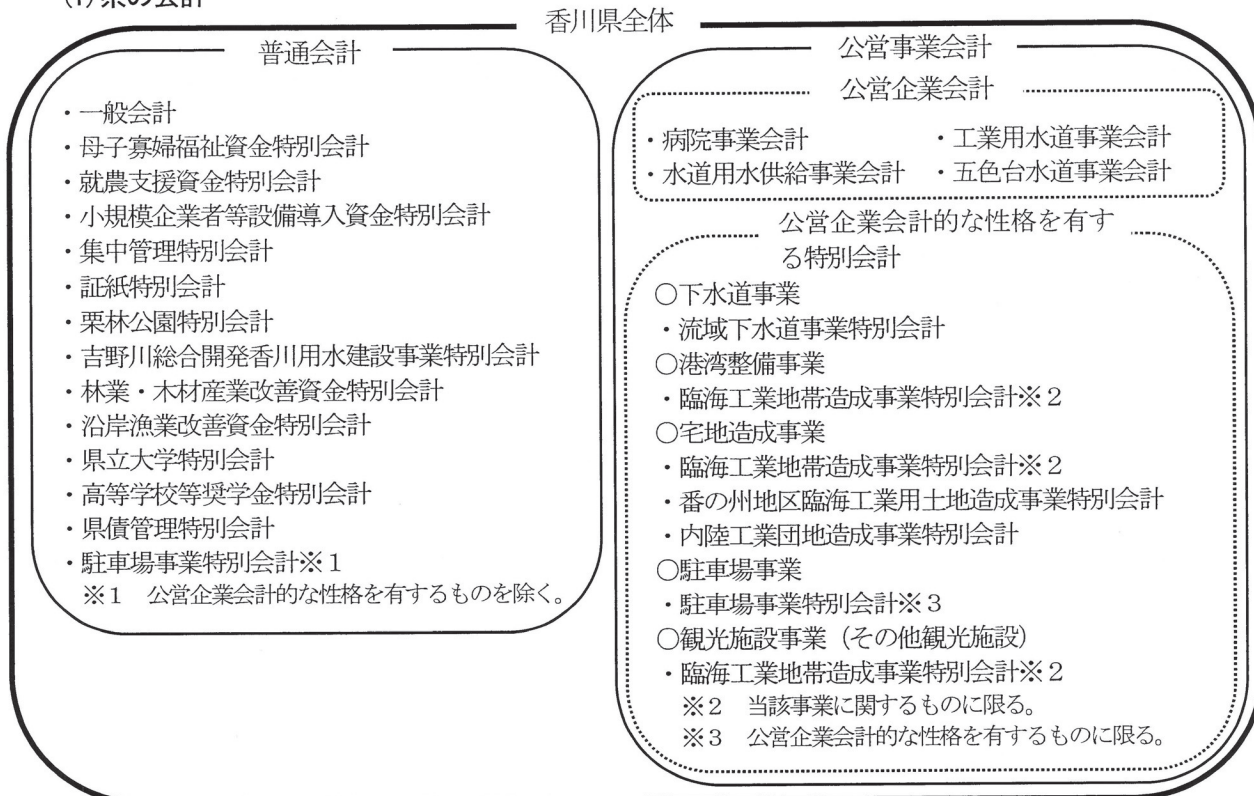 (1) 県の会計
香川県全体
普通会計
・一般会計
・母子寡婦福祉資金特別会計
・就農支援資金特別会計
・小規模企業者等設備導入資金特別会計
・集中管理特別会計
・証紙特別会計
・栗林公園特別会計
・吉野川総合開発香川用水建設事業特別会計
・林業・木材産業改善資金特別会計
・沿岸漁業改善資金特別会計
・県立大学特別会計
・高等学校等奨学金特別会計
・県債管理特別会計
・駐車場事業特別会計※1
※1 公営企業会計的な性格を有するものを除く。
公営事業会計
公営企業会計
・病院事業会計 ・工業用水道事業会計
・水道用水供給事業会計 ・五色台水道事業会計
公営企業会計的な性格を有す
る特別会計
○下水道事業
・流域下水道事業特別会計
○港湾整備事業
・臨海工業地帯造成事業特別会計※2
○宅地造成事業
・臨海工業地帯造成事業特別会計※2
・番の州地区臨海工業用土地造成事業特別会計
・内陸工業団地造成事業特別会計
○駐車場事業
・駐車場事業特別会計※3
○観光施設事業（その他観光施設）
・臨海工業地帯造成事業特別会計※2
※2 当該事業に関するものに限る。
※3 公営企業会計的な性格を有するものに限る。